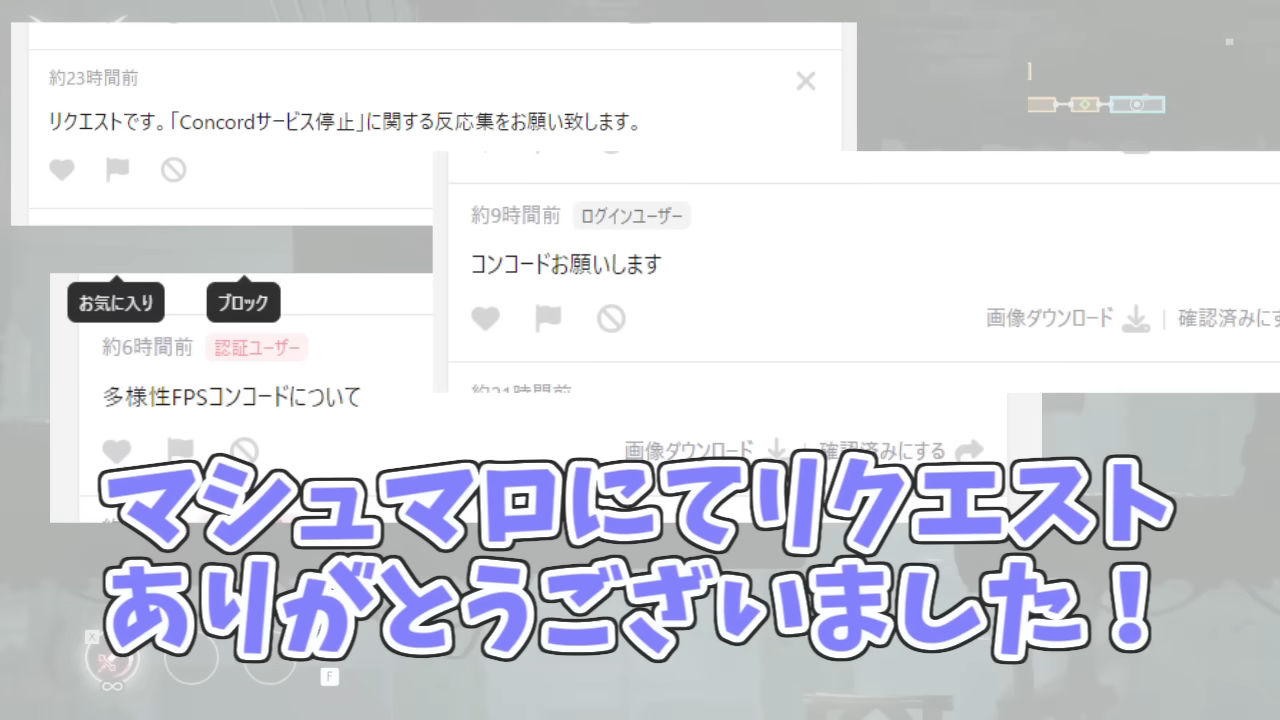 約23時間前
リクエストです。「Concordサービス停止」に関する反応集をお願い致します。
約9時間前 ログインユーザー
コンコードお願いします
画像ダウンロード | 確認済みにす
約21時間前
お気に入り ブロック
約6時間前 認証ユーザー
多様性FPSコンコードについて
画像ダウンロード | 確認済みにする
マシュマロにてリクエスト
ありがとうございました！
X
F